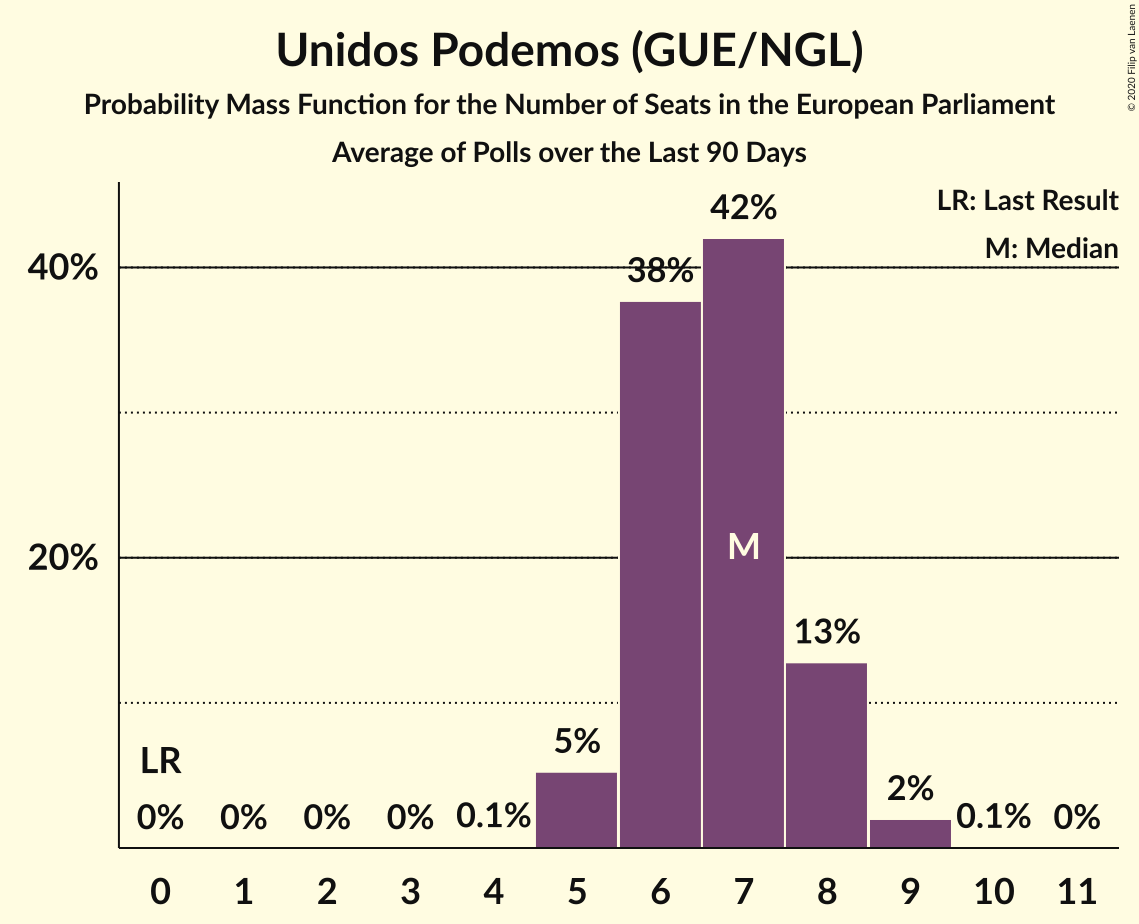 Unidos Podemos (GUE/NGL)
Probability Mass Function for the Number of Seats in the European Parliament
Average of Polls over the Last 90 Days
© 2020 Filip van Laenen
LR: Last Result
M: Median
42%
40%
38%
20%
M
13%
5%
LR
2%
0% 0% 0% 0% 0.1% 0.1% 0%
0 1 2 3 4 5 6 7 8 9 10 11